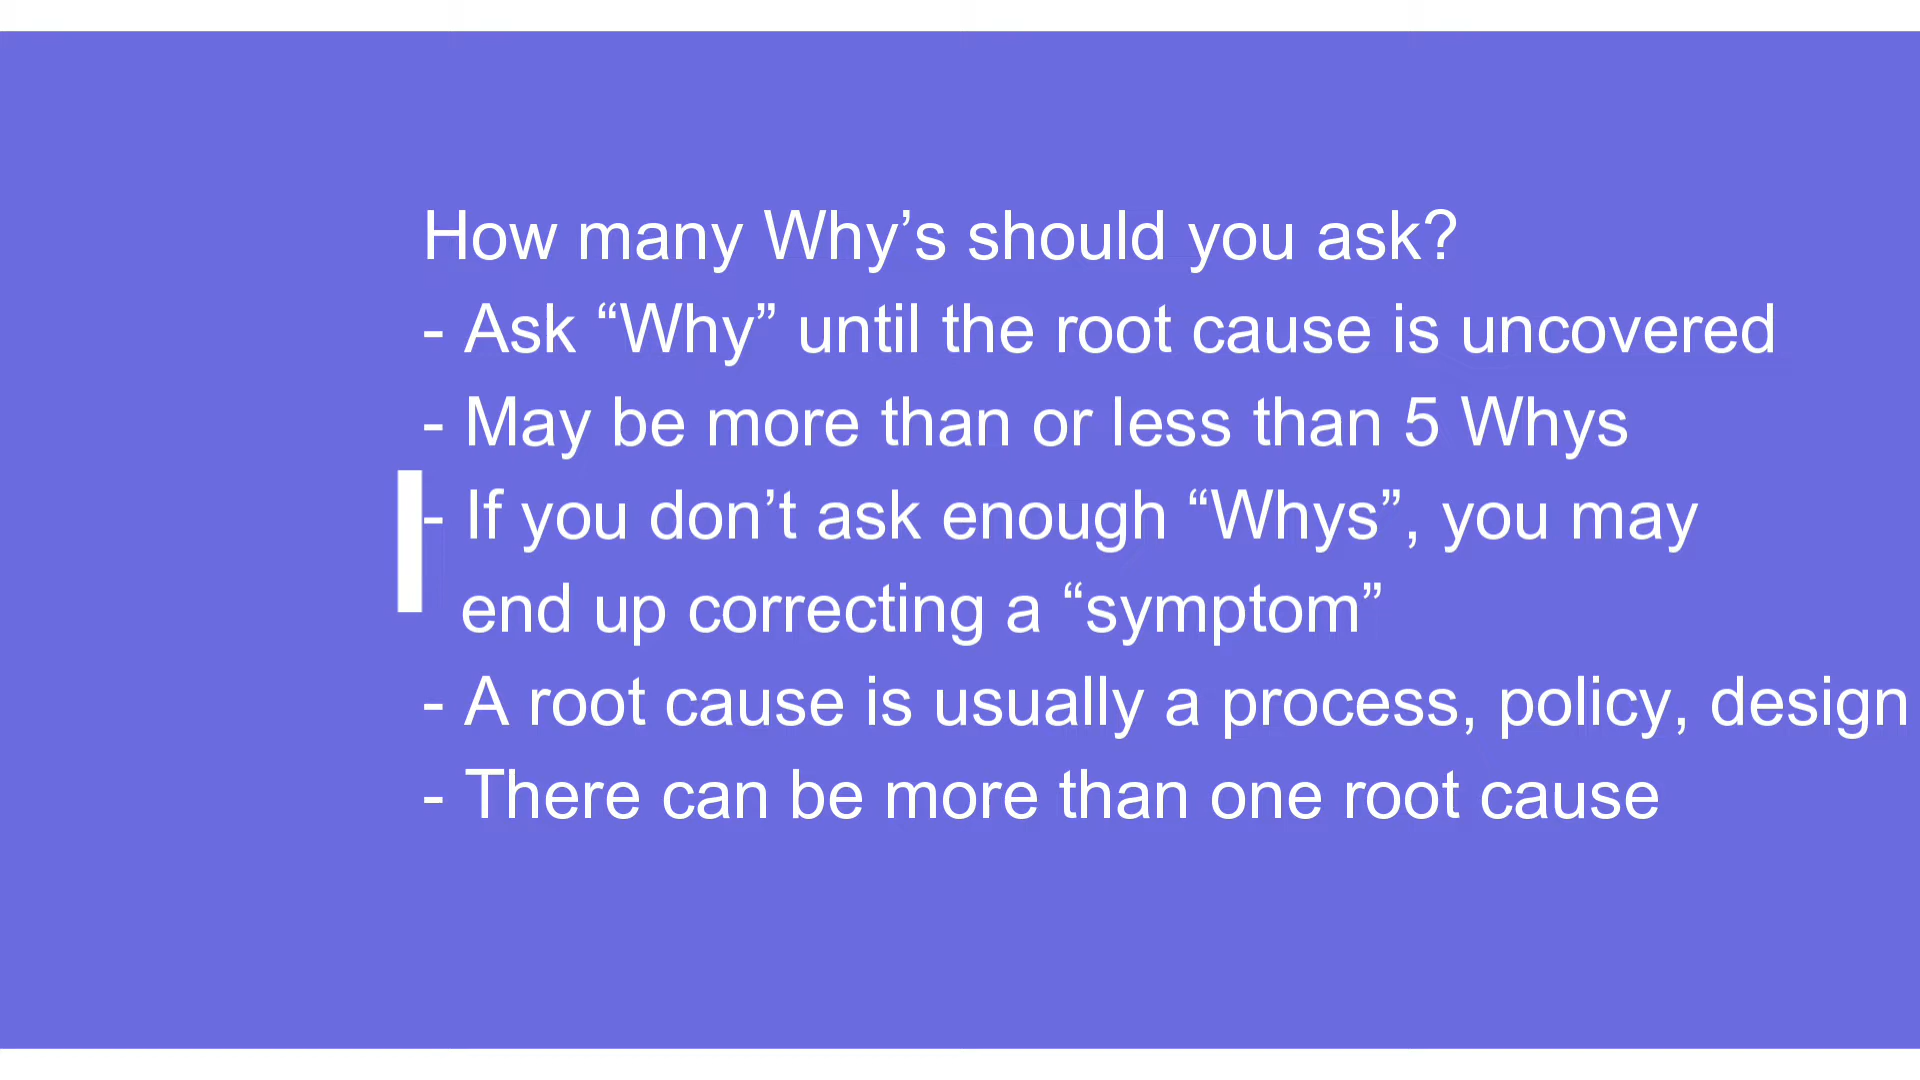 How many Why’s should you ask?
- Ask “Why” until the root cause is uncovered
- May be more than or less than 5 Whys
- If you don’t ask enough “Whys”, you may
end up correcting a “symptom”
- A root cause is usually a process, policy, design
- There can be more than one root cause